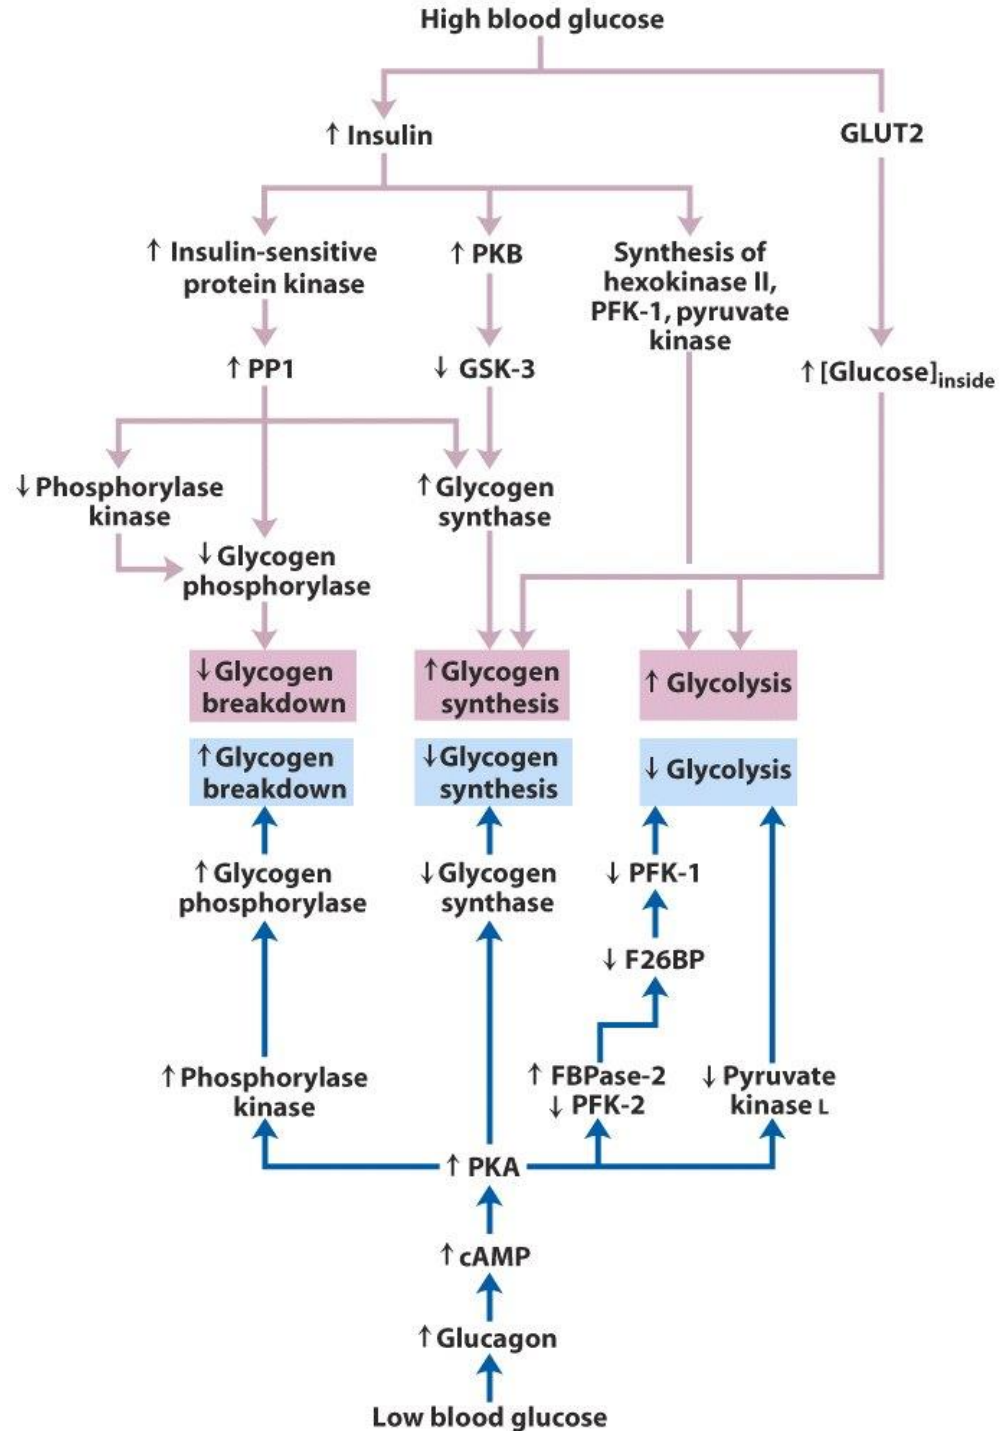 High blood glucose
↑ Insulin
GLUT2
↑ Insulin-sensitive
protein kinase
↑ PKB
Synthesis of
hexokinase II,
PFK-1, pyruvate
kinase
↑ PP1
↓ GSK-3
↑ [Glucose]inside
↓ Phosphorylase
kinase
↑ Glycogen
synthase
↓ Glycogen
phosphorylase
↓ Glycogen
breakdown
↑ Glycogen
synthesis
↑ Glycolysis
↑ Glycogen
breakdown
↓ Glycogen
synthesis
↓ Glycolysis
↑ Glycogen
phosphorylase
↓ Glycogen
synthase
↓ PFK-1
↓ F26BP
↑ Phosphorylase
kinase
↑ FBPase-2
↓ PFK-2
↓ Pyruvate
kinase L
↑ PKA
↑ cAMP
↑ Glucagon
Low blood glucose